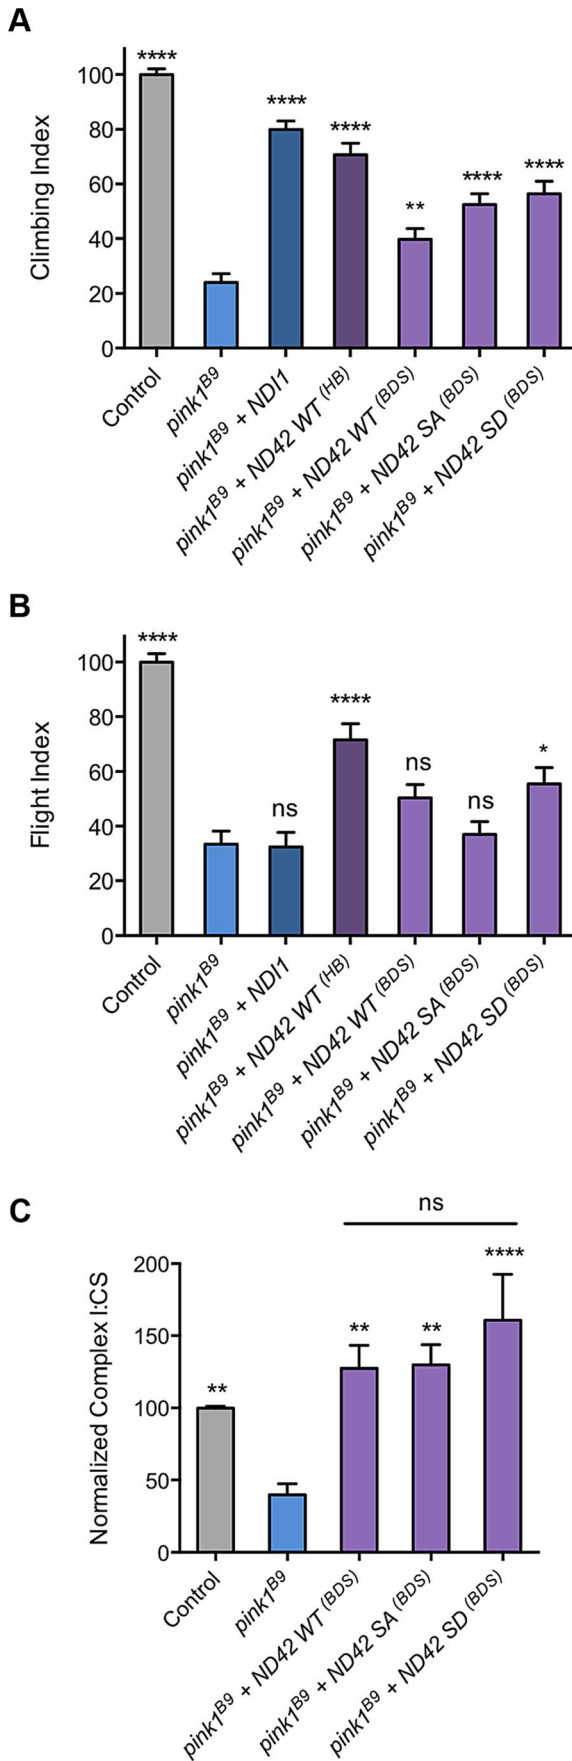 A
Climbing Index
100
80
60
40
20
0
****
****
****
**
****
****
Control
pink1B9
pink1B9 + NDI1
pink1B9 + ND42 WT (HB)
pink1B9 + ND42 WT (BDS)
pink1B9 + ND42 SA (BDS)
pink1B9 + ND42 SD (BDS)
B
Flight Index
100
80
60
40
20
0
****
ns
****
ns
ns
*
Control
pink1B9
pink1B9 + NDI1
pink1B9 + ND42 WT (HB)
pink1B9 + ND42 WT (BDS)
pink1B9 + ND42 SA (BDS)
pink1B9 + ND42 SD (BDS)
C
Normalized Complex I:CS
200
150
100
50
0
ns
**
**
**
****
Control
pink1B9
pink1B9 + ND42 WT (BDS)
pink1B9 + ND42 SA (BDS)
pink1B9 + ND42 SD (BDS)